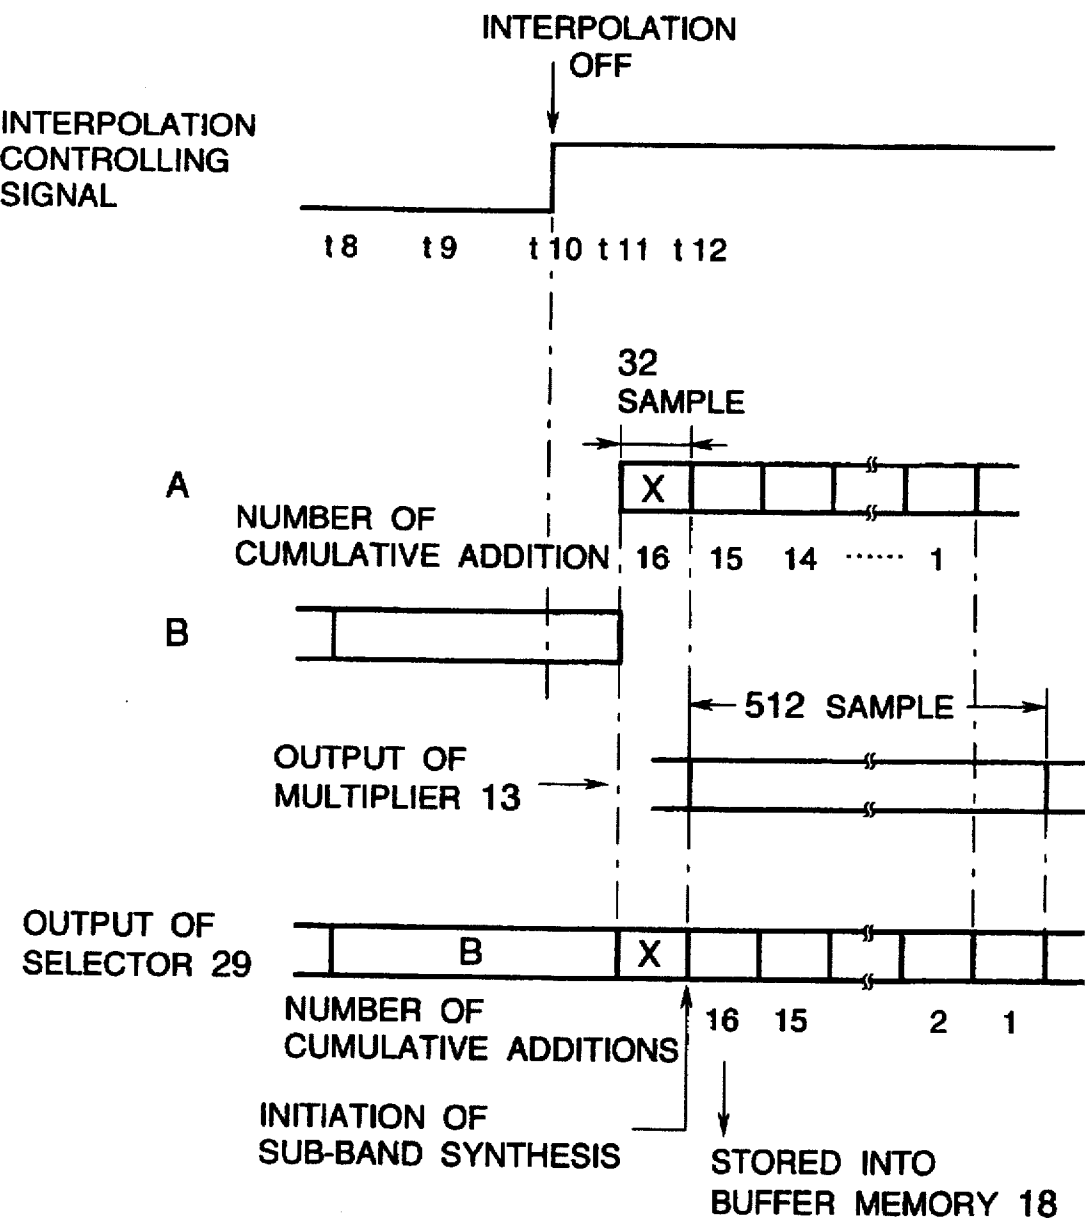 INTERPOLATION
OFF
INTERPOLATION
CONTROLLING
SIGNAL
t8 t9 t10 t11 t12
32
SAMPLE
A
X
NUMBER OF
CUMULATIVE ADDITION 16 15 14 ...... 1
B
512 SAMPLE
OUTPUT OF
MULTIPLIER 13
OUTPUT OF
SELECTOR 29
B X
NUMBER OF
CUMULATIVE ADDITIONS
16 15 2 1
INITIATION OF
SUB-BAND SYNTHESIS
STORED INTO
BUFFER MEMORY 18